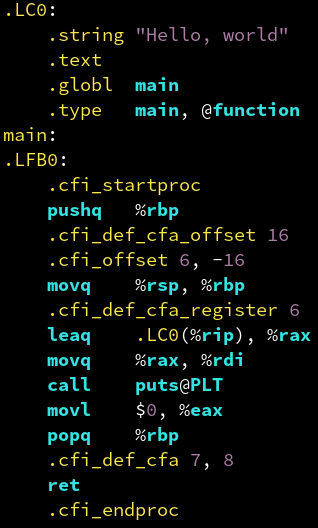 .LC0:
    .string "Hello, world"
    .text
    .globl  main
    .type   main, @function
main:
.LFB0:
    .cfi_startproc
    pushq   %rbp
    .cfi_def_cfa_offset 16
    .cfi_offset 6, -16
    movq    %rsp, %rbp
    .cfi_def_cfa_register 6
    leaq    .LC0(%rip), %rax
    movq    %rax, %rdi
    call    puts@PLT
    movl    $0, %eax
    popq    %rbp
    .cfi_def_cfa 7, 8
    ret
    .cfi_endproc